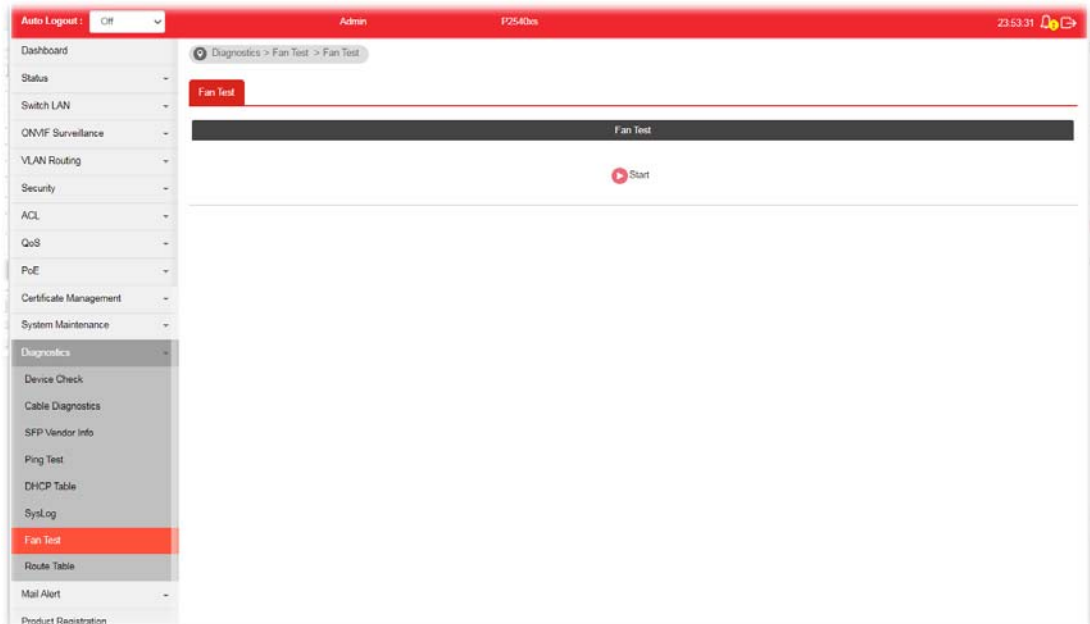 Auto Logout : Off Admin P2540xs 23:53:31
Dashboard
Diagnostics > Fan Test > Fan Test
Status
Fan Test
Switch LAN
ONVIF Surveillance
Fan Test
VLAN Routing
Start
Security
ACL
QoS
PoE
Certificate Management
System Maintenance
Diagnostics
Device Check
Cable Diagnostics
SFP Vendor Info
Ping Test
DHCP Table
SysLog
Fan Test
Route Table
Mail Alert
Product Registration